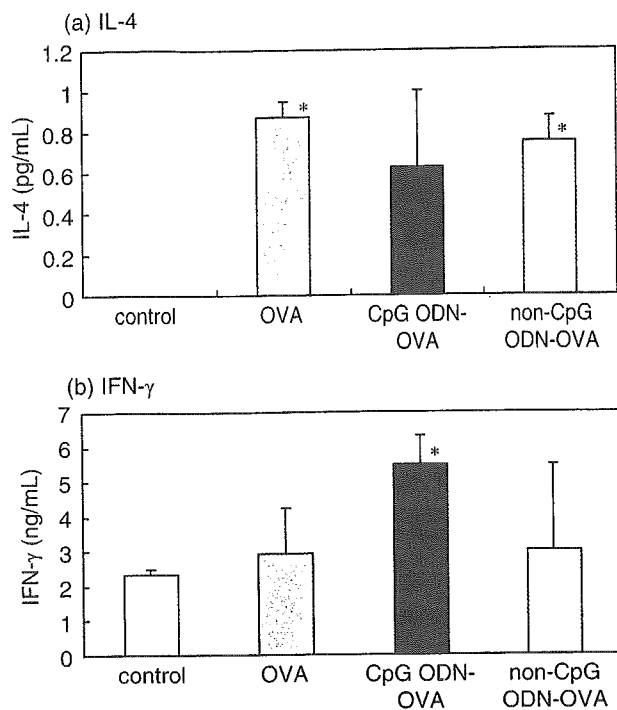 (a) IL-4
1.2
1
0.8
0.6
0.4
0.2
0
IL-4 (pg/mL)
*
*
control
OVA
CpG ODN-
OVA
non-CpG
ODN-OVA
(b) IFN-γ
7
6
5
4
3
2
1
0
IFN-γ (ng/mL)
*
control
OVA
CpG ODN-
OVA
non-CpG
ODN-OVA